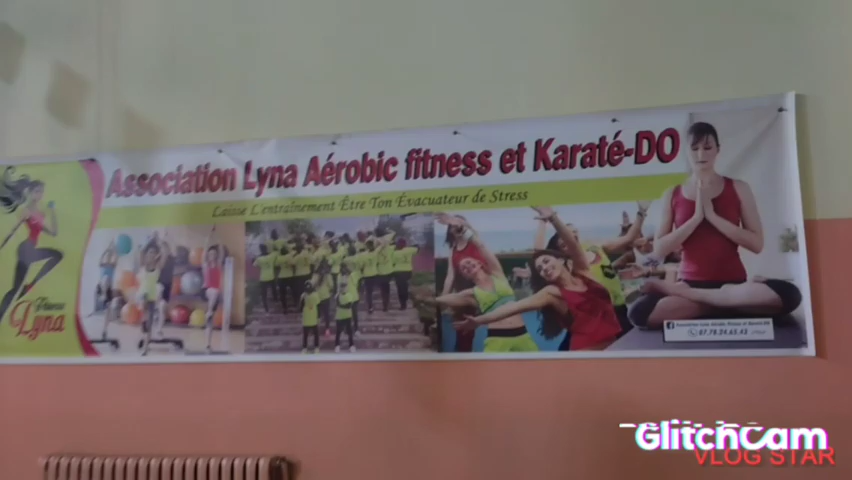 Association Lyna Aérobic fitness et Karaté-DO
Laisse L'entraînement Être Ton Évacuateur de Stress
Fitness
Lyna
07.78.24.65.43
GlitchCam
VLOG STAR